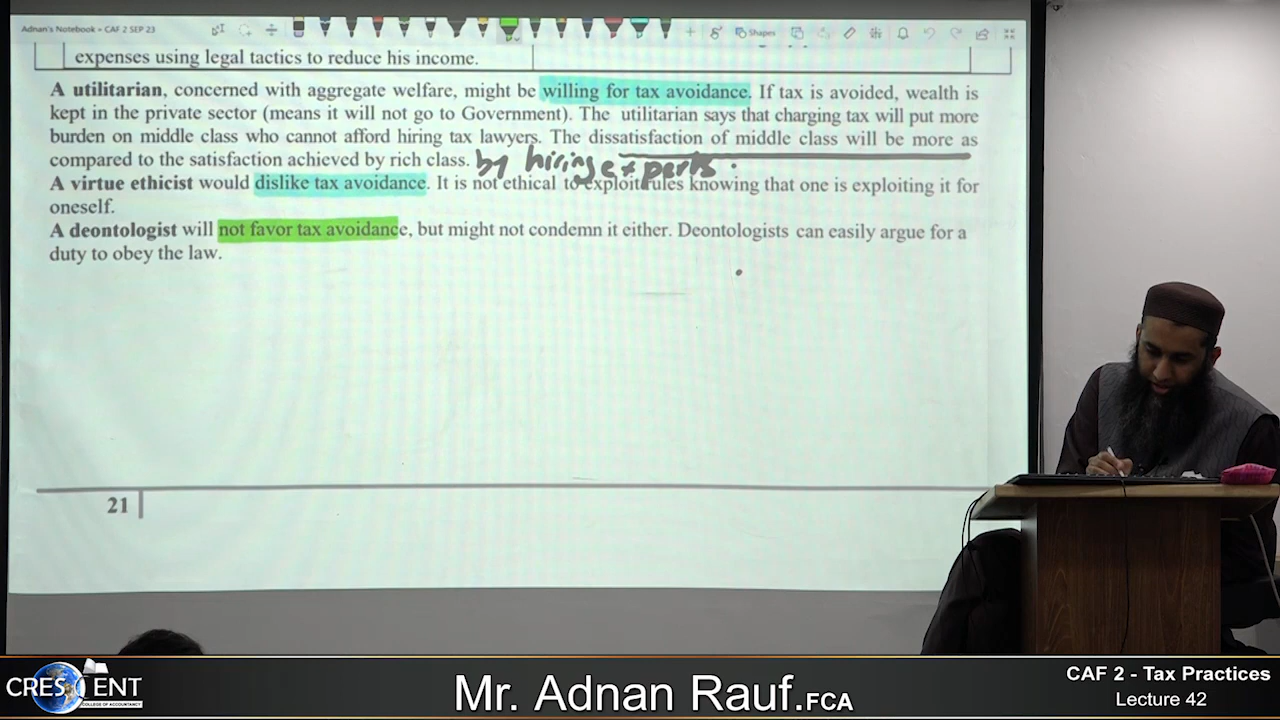 Adnan's Notebook » CAF 2 SEP 23
Shapes
expenses using legal tactics to reduce his income.
A utilitarian, concerned with aggregate welfare, might be willing for tax avoidance. If tax is avoided, wealth is
kept in the private sector (means it will not go to Government). The utilitarian says that charging tax will put more
burden on middle class who cannot afford hiring tax lawyers. The dissatisfaction of middle class will be more as
compared to the satisfaction achieved by rich class. by hiring experts.
A virtue ethicist would dislike tax avoidance. It is not ethical to exploit rules knowing that one is exploiting it for
oneself.
A deontologist will not favor tax avoidance, but might not condemn it either. Deontologists can easily argue for a
duty to obey the law.
21
CRESCENT
COLLEGE OF ACCOUNTANCY
Mr. Adnan Rauf.FCA
CAF 2 - Tax Practices
Lecture 42